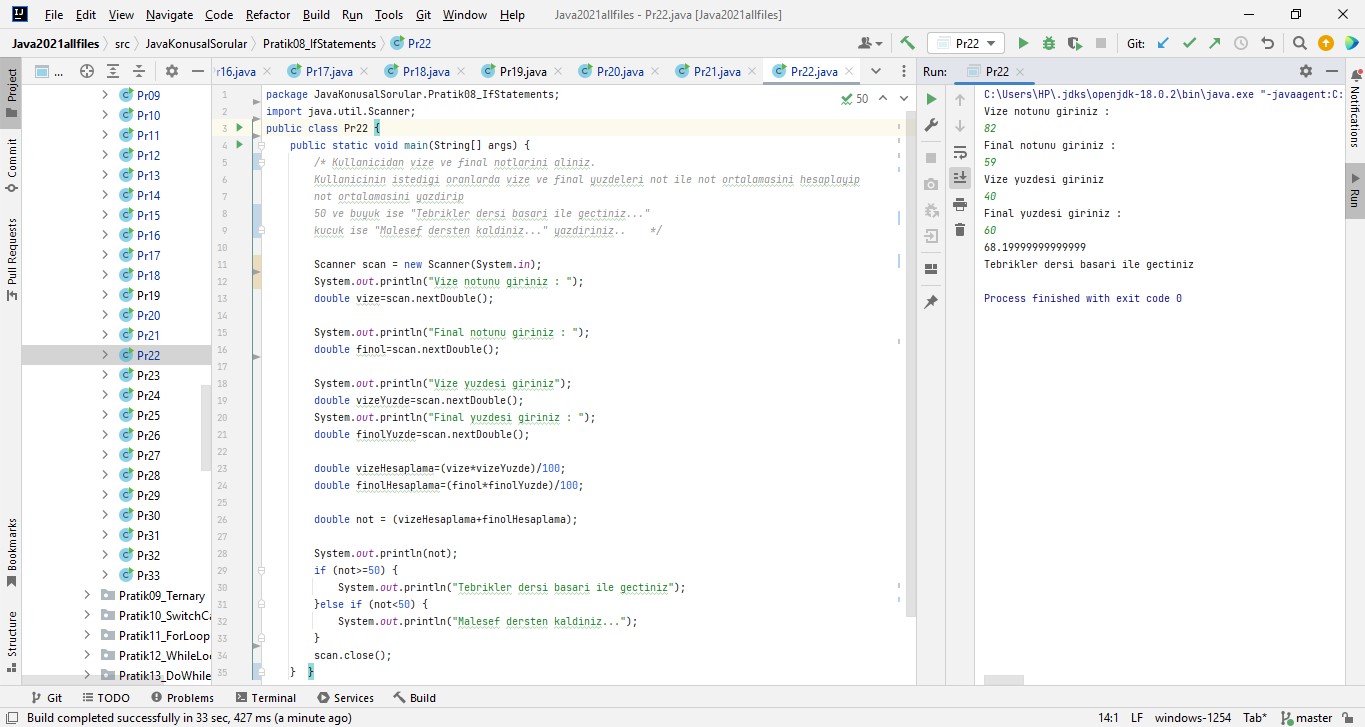 File Edit View Navigate Code Refactor Build Run Tools Git Window Help Java2021allfiles - Pr22.java [Java2021allfiles]
Java2021allfiles src JavaKonusalSorular Pratik08_IfStatements Pr22 Pr22 Git:
... r16.java Pr17.java Pr18.java Pr19.java Pr20.java Pr21.java Pr22.java Run: Pr22
Project
Commit
Pull Requests
Bookmarks
Structure
Pr09
Pr10
Pr11
Pr12
Pr13
Pr14
Pr15
Pr16
Pr17
Pr18
Pr19
Pr20
Pr21
Pr22
Pr23
Pr24
Pr25
Pr26
Pr27
Pr28
Pr29
Pr30
Pr31
Pr32
Pr33
Pratik09_Ternary
Pratik10_SwitchCa
Pratik11_ForLoop
Pratik12_WhileLo
Pratik13_DoWhile
50
1 package JavaKonusalSorular.Pratik08_IfStatements;
2 import java.util.Scanner;
3 public class Pr22 {
4 public static void main(String[] args) {
5 /* Kullanicidan vize ve final notlarini aliniz.
6 Kullanicinin istedigi oranlarda vize ve final yuzdeleri not ile not ortalamasini hesaplayip
7 not ortalamasini yazdirip
8 50 ve buyuk ise "Tebrikler dersi basari ile gectiniz..."
9 kucuk ise "Malesef dersten kaldiniz..." yazdiriniz.. */
10
11 Scanner scan = new Scanner(System.in);
12 System.out.println("Vize notunu giriniz : ");
13 double vize=scan.nextDouble();
14
15 System.out.println("Final notunu giriniz : ");
16 double finol=scan.nextDouble();
17
18 System.out.println("Vize yuzdesi giriniz");
19 double vizeYuzde=scan.nextDouble();
20 System.out.println("Final yuzdesi giriniz : ");
21 double finolYuzde=scan.nextDouble();
22
23 double vizeHesaplama=(vize*vizeYuzde)/100;
24 double finolHesaplama=(finol*finolYuzde)/100;
25
26 double not = (vizeHesaplama+finolHesaplama);
27
28 System.out.println(not);
29 if (not>=50) {
30 System.out.println("Tebrikler dersi basari ile gectiniz");
31 }else if (not<50) {
32 System.out.println("Malesef dersten kaldiniz...");
33 }
34 scan.close();
35 } }
C:\Users\HP\.jdks\openjdk-18.0.2\bin\java.exe "-javaagent:C:
Vize notunu giriniz :
82
Final notunu giriniz :
59
Vize yuzdesi giriniz
40
Final yuzdesi giriniz :
60
68.19999999999999
Tebrikler dersi basari ile gectiniz
Process finished with exit code 0
Notifications
Run
Git TODO Problems Terminal Services Build
Build completed successfully in 33 sec, 427 ms (a minute ago) 14:1 LF windows-1254 Tab* master